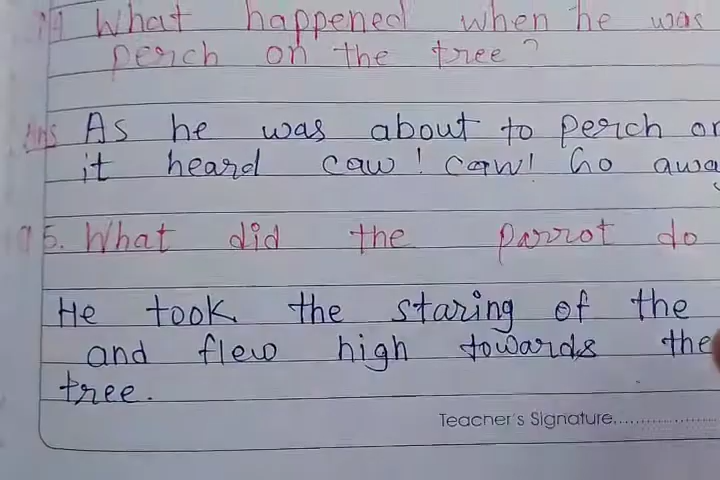 What happened when he was
perch on the tree?
Ans As he was about to perch on
it heard caw! caw! Go awa
5. What did the parrot do
He took the staring of the
and flew high towards the
tree.
Teacher's Signature..................